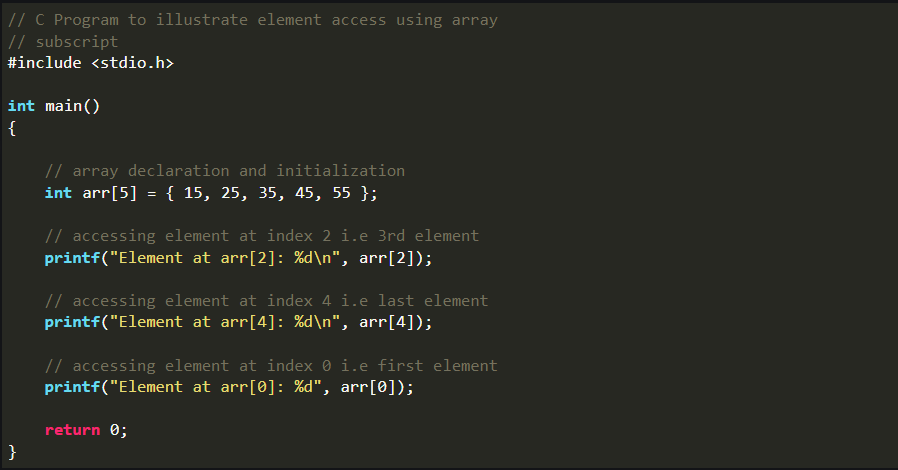 // C Program to illustrate element access using array
// subscript
#include <stdio.h>
int main()
{
// array declaration and initialization
int arr[5] = { 15, 25, 35, 45, 55 };
// accessing element at index 2 i.e 3rd element
printf("Element at arr[2]: %d\n", arr[2]);
// accessing element at index 4 i.e last element
printf("Element at arr[4]: %d\n", arr[4]);
// accessing element at index 0 i.e first element
printf("Element at arr[0]: %d", arr[0]);
return 0;
}